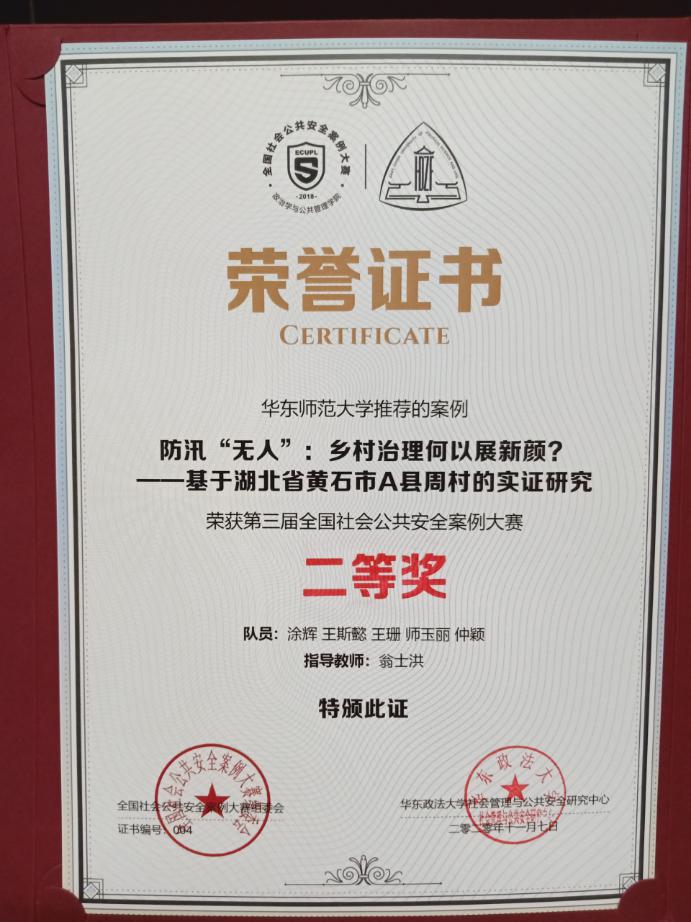 全国社会公共安全案例大赛
ECUPL
S
-2018-
政治学与公共管理学院
荣誉证书
CERTIFICATE
华东师范大学推荐的案例
防汛“无人”：乡村治理何以展新颜？
——基于湖北省黄石市A县周村的实证研究
荣获第三届全国社会公共安全案例大赛
二等奖
队员：涂辉 王斯懿 王珊 师玉丽 仲颖
指导教师：翁士洪
特颁此证
全国社会公共安全案例大赛组委会
证书编号：004
华东政法大学社会管理与公共安全研究中心
二〇二〇年十一月七日